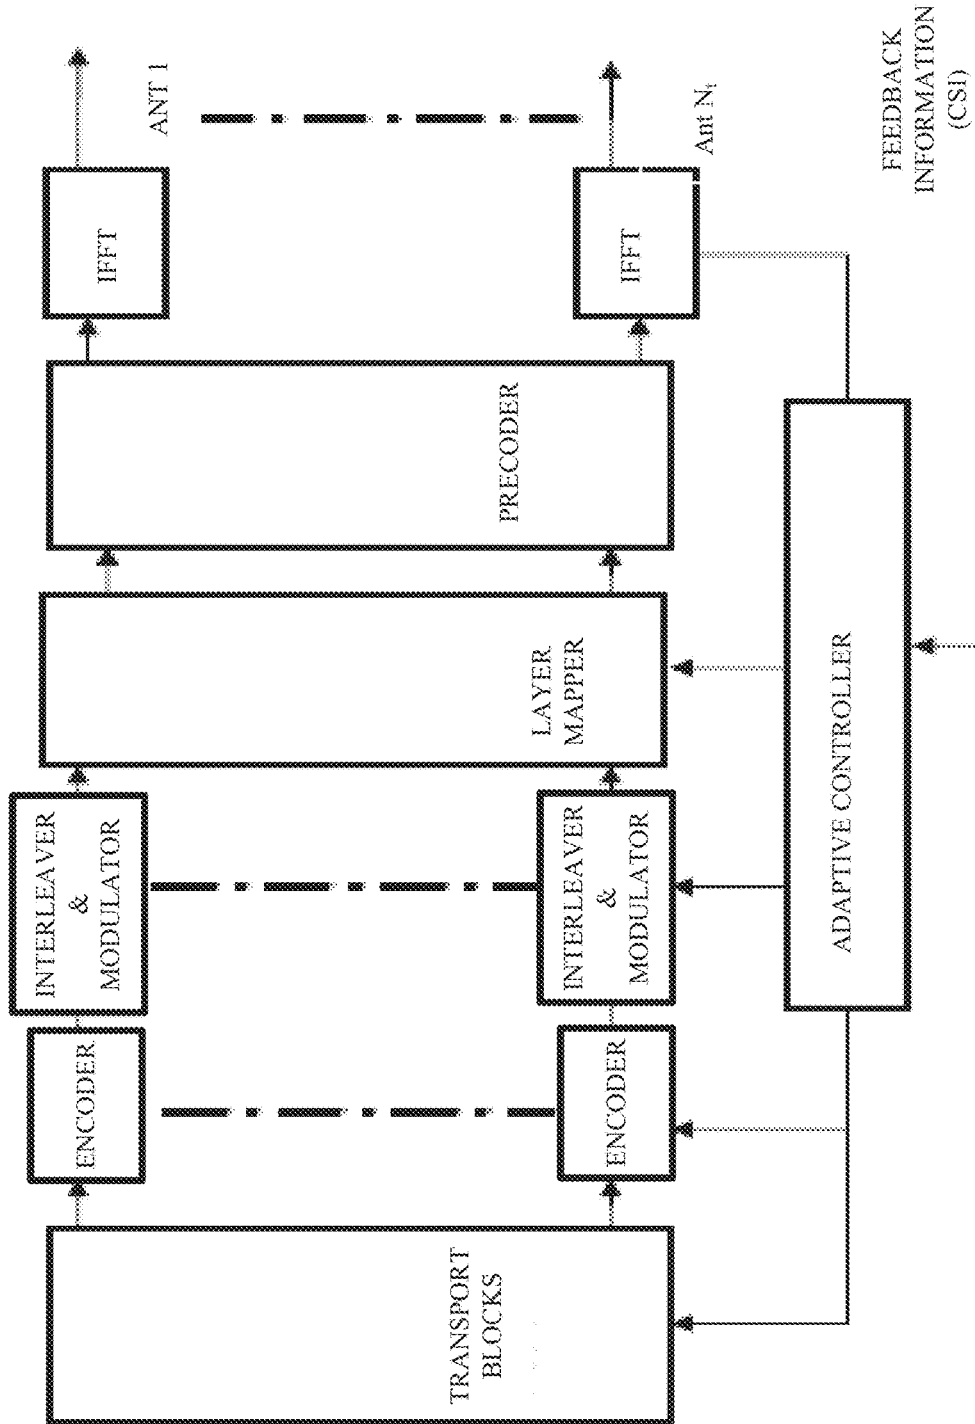 TRANSPORT
BLOCKS
ENCODER
INTERLEAVER
&
MODULATOR
ENCODER
INTERLEAVER
&
MODULATOR
LAYER
MAPPER
PRECODER
IFFT
ANT 1
IFFT
Ant Nt
ADAPTIVE CONTROLLER
FEEDBACK
INFORMATION
(CSI)